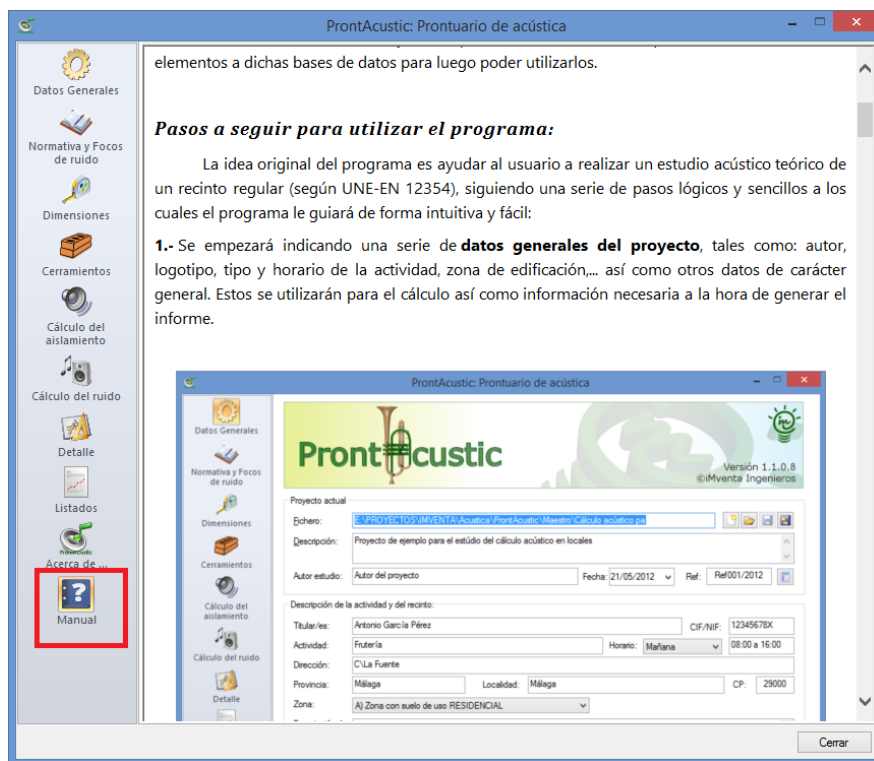 ProntAcustic: Prontuario de acústica
Datos Generales
Normativa y Focos
de ruido
Dimensiones
Cerramientos
Cálculo del
aislamiento
Cálculo del ruido
Detalle
Listados
Acerca de ...
Manual
elementos a dichas bases de datos para luego poder utilizarlos.
Pasos a seguir para utilizar el programa:
La idea original del programa es ayudar al usuario a realizar un estudio acústico teórico de
un recinto regular (según UNE-EN 12354), siguiendo una serie de pasos lógicos y sencillos a los
cuales el programa le guiará de forma intuitiva y fácil:
1.- Se empezará indicando una serie de datos generales del proyecto, tales como: autor,
logotipo, tipo y horario de la actividad, zona de edificación,... así como otros datos de carácter
general. Estos se utilizarán para el cálculo así como información necesaria a la hora de generar el
informe.
ProntAcustic: Prontuario de acústica
Datos Generales
Normativa y Focos
de ruido
Dimensiones
Cerramientos
Cálculo del
aislamiento
Cálculo del ruido
Detalle
ProntAcustic
Versión 1.1.0.8
©iMventa Ingenieros
Proyecto actual
Fichero: E:\PROYECTOS\IMVENTA\Acustica\ProntAcustic\Maestro\Cálculo acústico.pa
Descripción: Proyecto de ejemplo para el estúdio del cálculo acústico en locales
Autor estudio: Autor del proyecto Fecha: 21/05/2012 Ref: Ref001/2012
Descripción de la actividad y del recinto:
Titular/es: Antonio García Pérez CIF/NIF: 12345678X
Actividad: Frutería Horario: Mañana 08:00 a 16:00
Dirección: C\La Fuente
Provincia: Málaga Localidad: Málaga CP: 29000
Zona: A) Zona con suelo de uso RESIDENCIAL
Cerrar